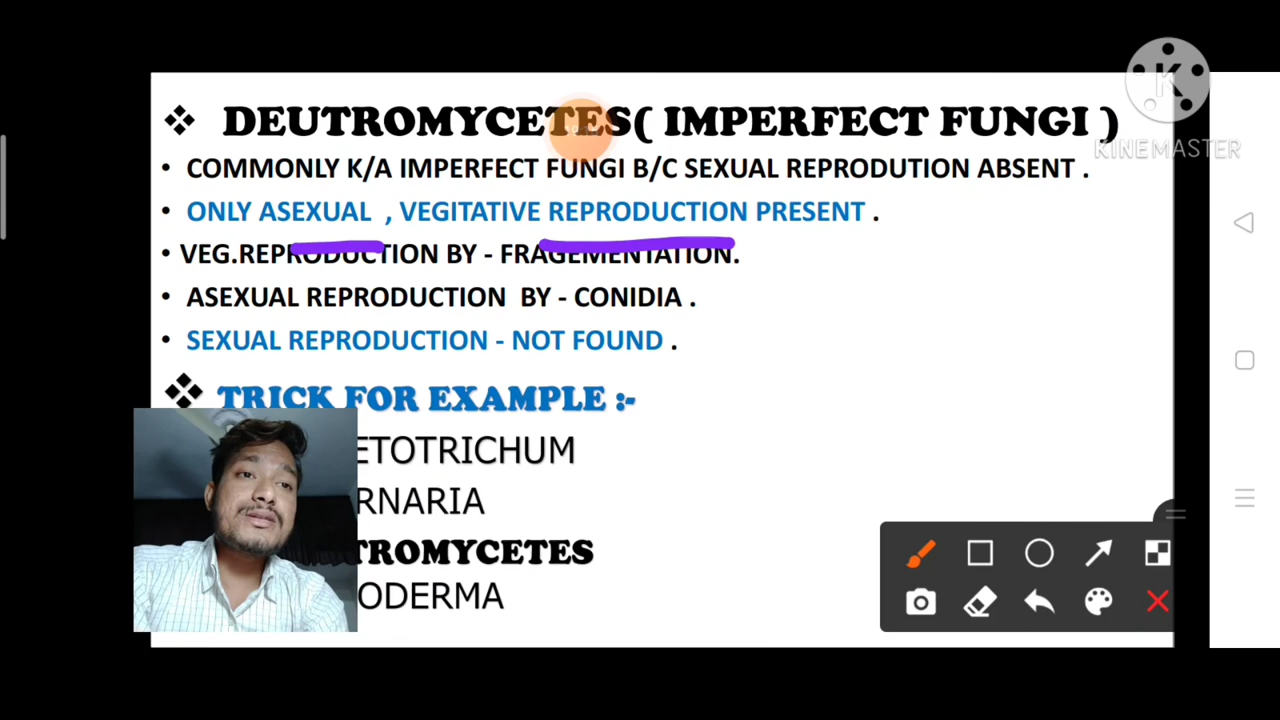 DEUTROMYCETES( IMPERFECT FUNGI )
KINEMASTER
COMMONLY K/A IMPERFECT FUNGI B/C SEXUAL REPRODUTION ABSENT .
ONLY ASEXUAL , VEGITATIVE REPRODUCTION PRESENT .
VEG.REPRODUCTION BY - FRAGEMENTATION.
ASEXUAL REPRODUCTION BY - CONIDIA .
SEXUAL REPRODUCTION - NOT FOUND .
TRICK FOR EXAMPLE :-
ETOTRICHUM
RNARIA
TROMYCETES
ODERMA